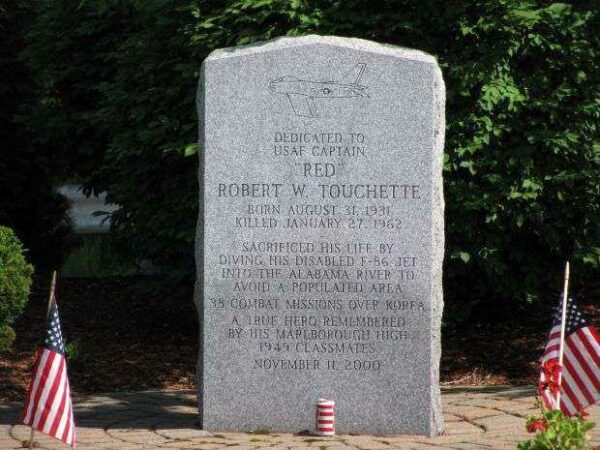 DEDICATED TO
USAF CAPTAIN
"RED"
ROBERT W. TOUCHETTE
BORN AUGUST 31, 1931
KILLED JANUARY 27, 1962
SACRIFICED HIS LIFE BY
DIVING HIS DISABLED F-86 JET
INTO THE ALABAMA RIVER TO
AVOID A POPULATED AREA
38 COMBAT MISSIONS OVER KOREA
A TRUE HERO REMEMBERED
BY HIS MARLBOROUGH HIGH
1949 CLASSMATES
NOVEMBER 11, 2000